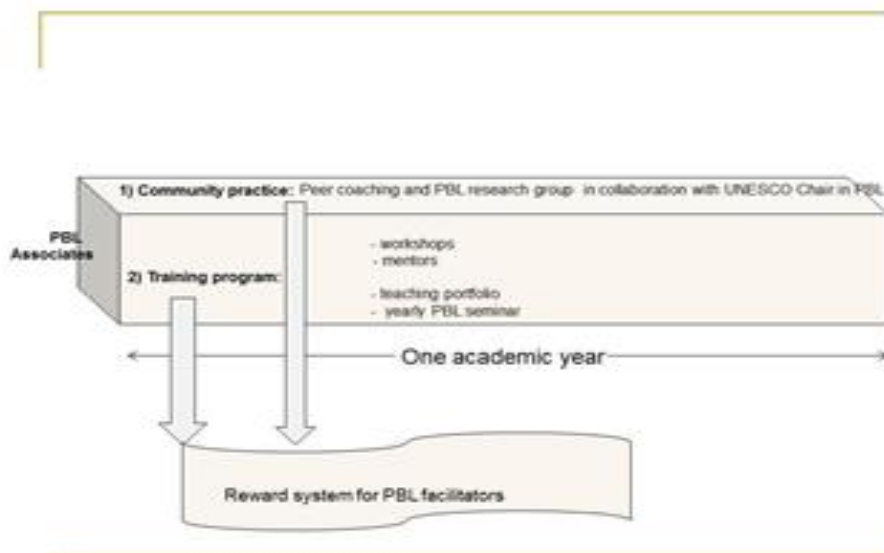 1) Community practice: Peer coaching and PBL research group in collaboration with UNESCO Chair in PBL
PBL
Associates
2) Training program:
- workshops
- mentors
- teaching portfolio
- yearly PBL seminar
One academic year
Reward system for PBL facilitators